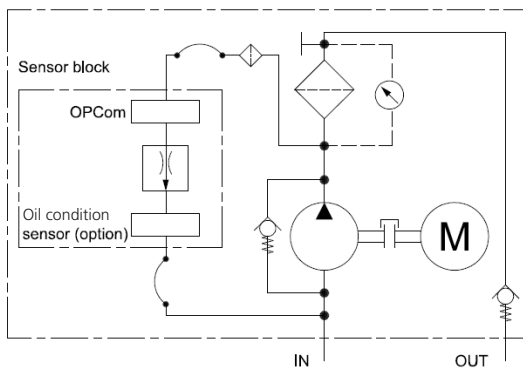 Sensor block
OPCom
Oil condition
sensor (option)
M
IN
OUT